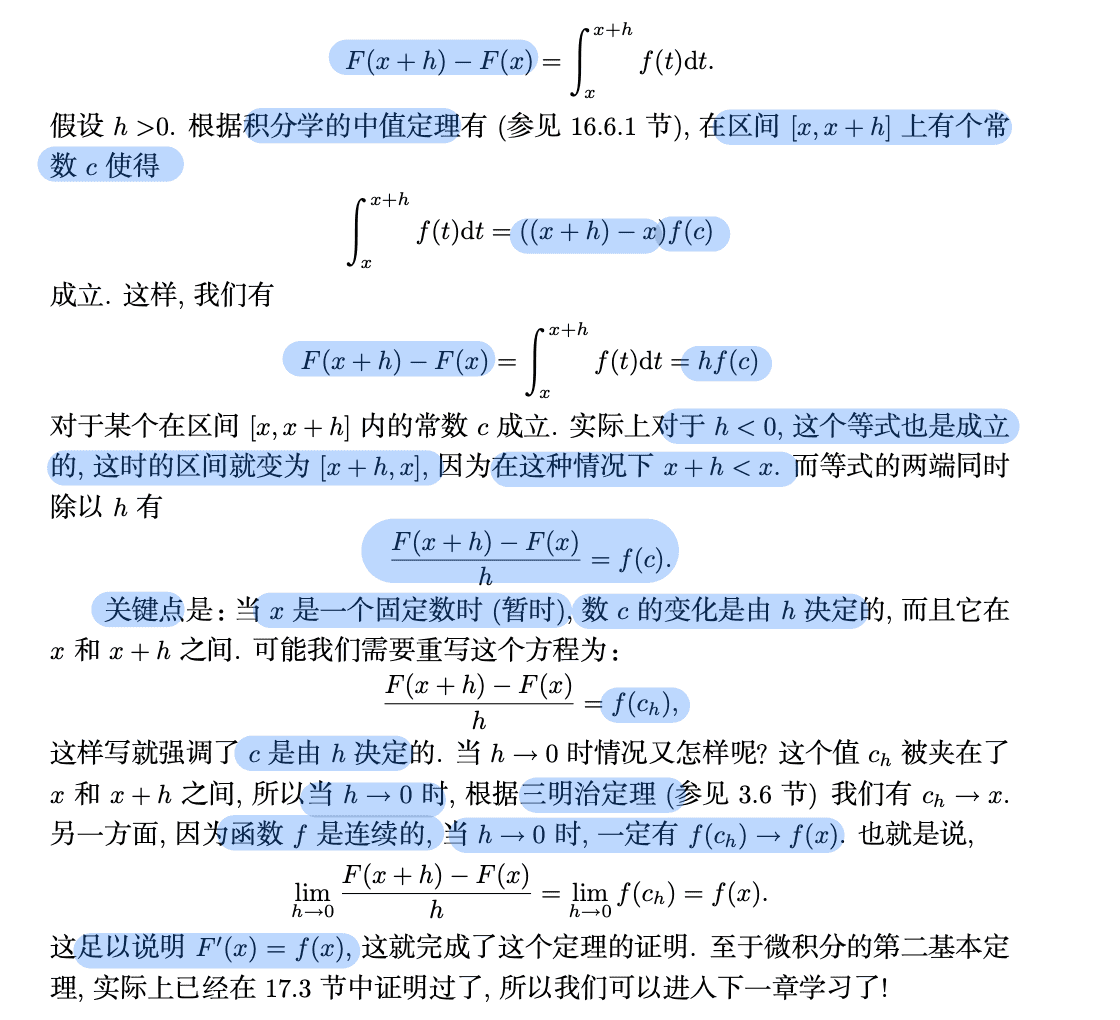 F(x + h) − F(x) = ∫_x^{x+h} f(t)dt.
假设 h >0. 根据积分学的中值定理有 (参见 16.6.1 节), 在区间 [x, x + h] 上有个常
数 c 使得
∫_x^{x+h} f(t)dt = ((x + h) − x)f(c)
成立. 这样, 我们有
F(x + h) − F(x) = ∫_x^{x+h} f(t)dt = hf(c)
对于某个在区间 [x, x + h] 内的常数 c 成立. 实际上对于 h < 0, 这个等式也是成立
的, 这时的区间就变为 [x + h, x], 因为在这种情况下 x + h < x. 而等式的两端同时
除以 h 有
\frac{F(x + h) − F(x)}{h} = f(c).
关键点是: 当 x 是一个固定数时 (暂时), 数 c 的变化是由 h 决定的, 而且它在
x 和 x + h 之间. 可能我们需要重写这个方程为:
\frac{F(x + h) − F(x)}{h} = f(c_h),
这样写就强调了 c 是由 h 决定的. 当 h → 0 时情况又怎样呢? 这个值 c_h 被夹在了
x 和 x + h 之间, 所以当 h → 0 时, 根据三明治定理 (参见 3.6 节) 我们有 c_h → x.
另一方面, 因为函数 f 是连续的, 当 h → 0 时, 一定有 f(c_h) → f(x). 也就是说,
\lim_{h→0} \frac{F(x + h) − F(x)}{h} = \lim_{h→0} f(c_h) = f(x).
这足以说明 F′(x) = f(x), 这就完成了这个定理的证明. 至于微积分的第二基本定
理, 实际上已经在 17.3 节中证明过了, 所以我们可以进入下一章学习了!